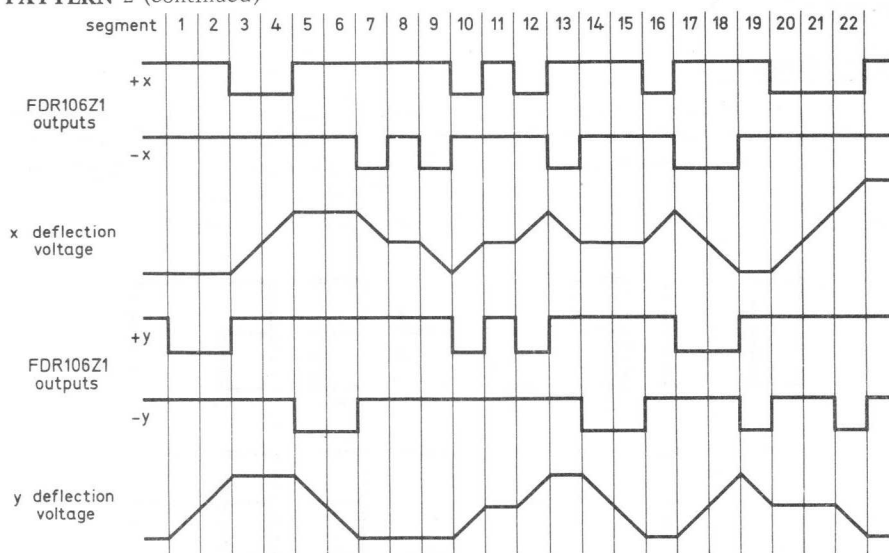 PATTERN 2 (continued)
segment 1 2 3 4 5 6 7 8 9 10 11 12 13 14 15 16 17 18 19 20 21 22
+x
FDR106Z1
outputs
-x
x deflection
voltage
+y
FDR106Z1
outputs
-y
y deflection
voltage